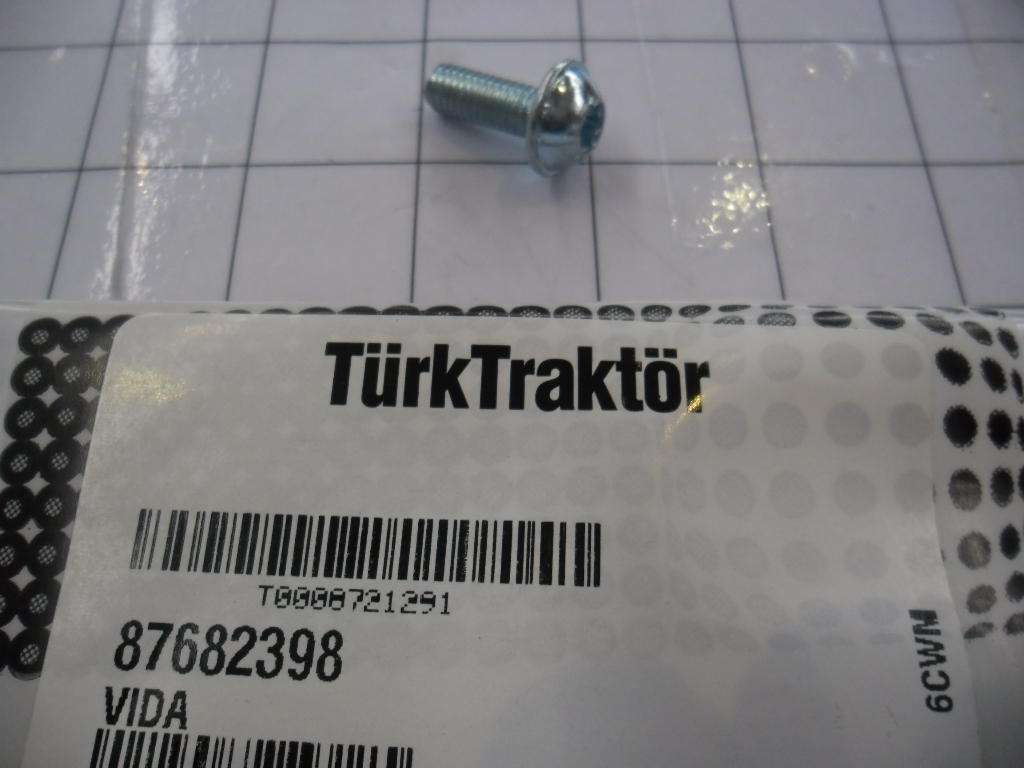 TürkTraktör
T0008721291
87682398
VIDA
6CWM